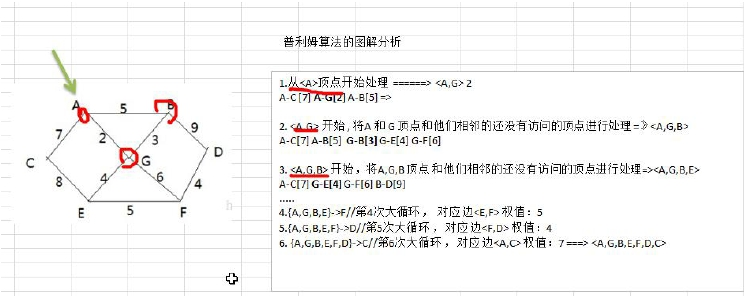 普利姆算法的图解分析
1.从<A>顶点开始处理 ======> <A,G> 2
A-C [7] A-G[2] A-B[5] =>
2. <A,G> 开始 , 将A 和 G 顶点和他们相邻的还没有访问的顶点进行处理 =》<A,G,B>
A-C[7] A-B[5] G-B[3] G-E[4] G-F[6]
3. <A,G,B> 开始，将A,G,B 顶点和他们相邻的还没有访问的顶点进行处理=><A,G,B,E>
A-C[7] G-E[4] G-F[6] B-D[9]
.....
4.{A,G,B,E}->F//第4次大循环 ， 对应边<E,F> 权值：5
5.{A,G,B,E,F}->D//第5次大循环 ， 对应边<F,D> 权值：4
6. {A,G,B,E,F,D}->C//第6次大循环 ， 对应边<A,C> 权值：7 ===> <A,G,B,E,F,D,C>
A 5 B
7 2 3 9
C G D
8 4 6 4
E 5 F